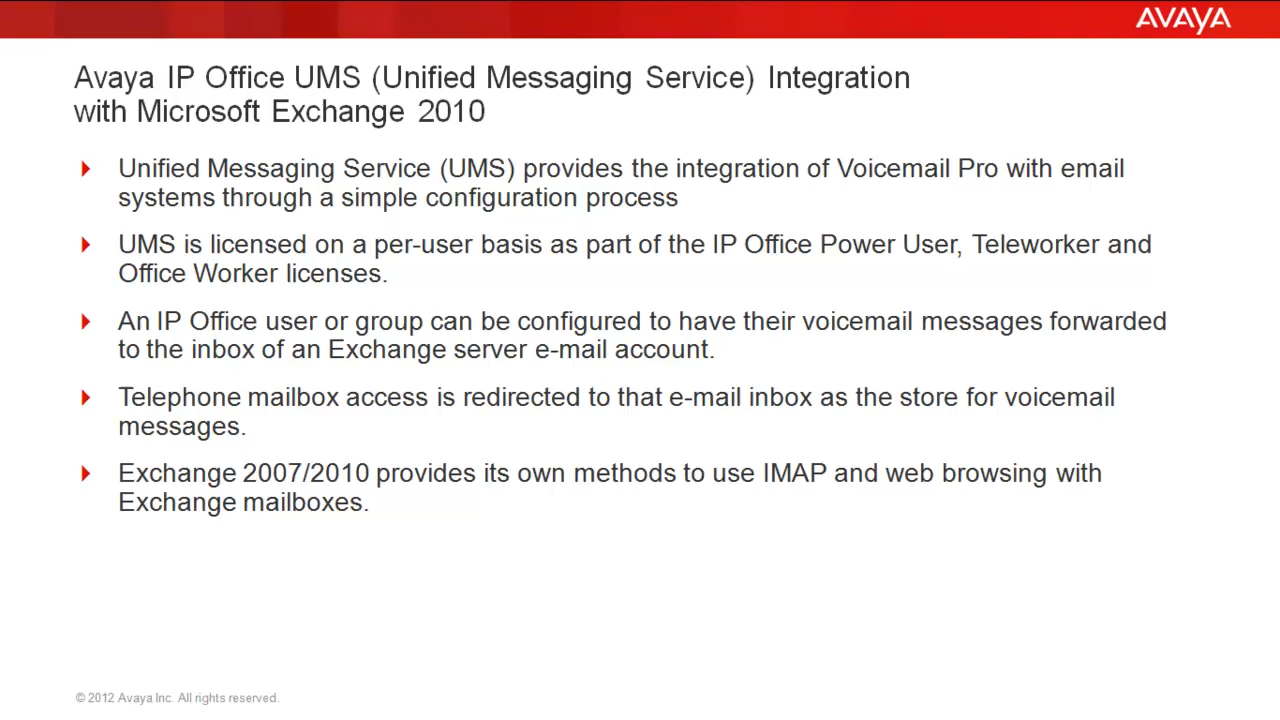 AVAYA
Avaya IP Office UMS (Unified Messaging Service) Integration
with Microsoft Exchange 2010
Unified Messaging Service (UMS) provides the integration of Voicemail Pro with email
systems through a simple configuration process
UMS is licensed on a per-user basis as part of the IP Office Power User, Teleworker and
Office Worker licenses.
An IP Office user or group can be configured to have their voicemail messages forwarded
to the inbox of an Exchange server e-mail account.
Telephone mailbox access is redirected to that e-mail inbox as the store for voicemail
messages.
Exchange 2007/2010 provides its own methods to use IMAP and web browsing with
Exchange mailboxes.
© 2012 Avaya Inc. All rights reserved.